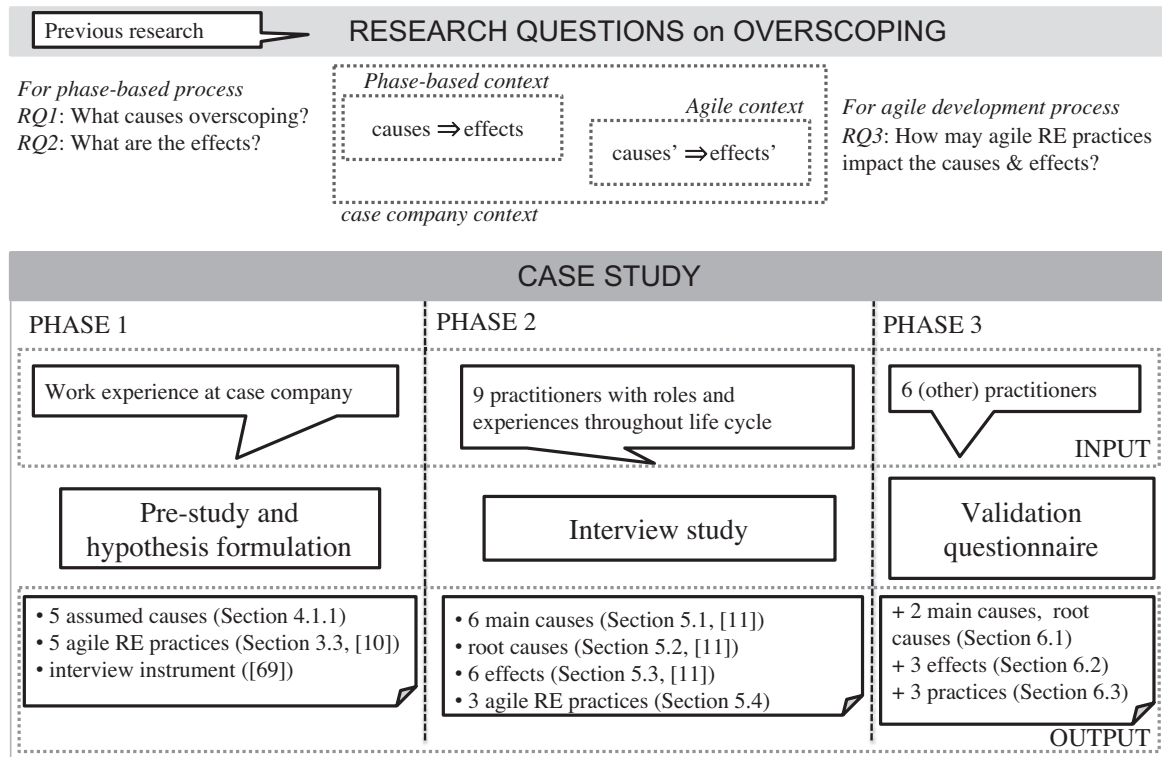 Previous research
RESEARCH QUESTIONS on OVERSCOPING
For phase-based process
RQ1: What causes overscoping?
RQ2: What are the effects?
Phase-based context
causes ⇒ effects
Agile context
causes’ ⇒ effects’
case company context
For agile development process
RQ3: How may agile RE practices
impact the causes & effects?
CASE STUDY
PHASE 1
PHASE 2
PHASE 3
Work experience at case company
9 practitioners with roles and
experiences throughout life cycle
6 (other) practitioners
INPUT
Pre-study and
hypothesis formulation
Interview study
Validation
questionnaire
• 5 assumed causes (Section 4.1.1)
• 5 agile RE practices (Section 3.3, [10])
• interview instrument ([69])
• 6 main causes (Section 5.1, [11])
• root causes (Section 5.2, [11])
• 6 effects (Section 5.3, [11])
• 3 agile RE practices (Section 5.4)
+ 2 main causes, root
causes (Section 6.1)
+ 3 effects (Section 6.2)
+ 3 practices (Section 6.3)
OUTPUT